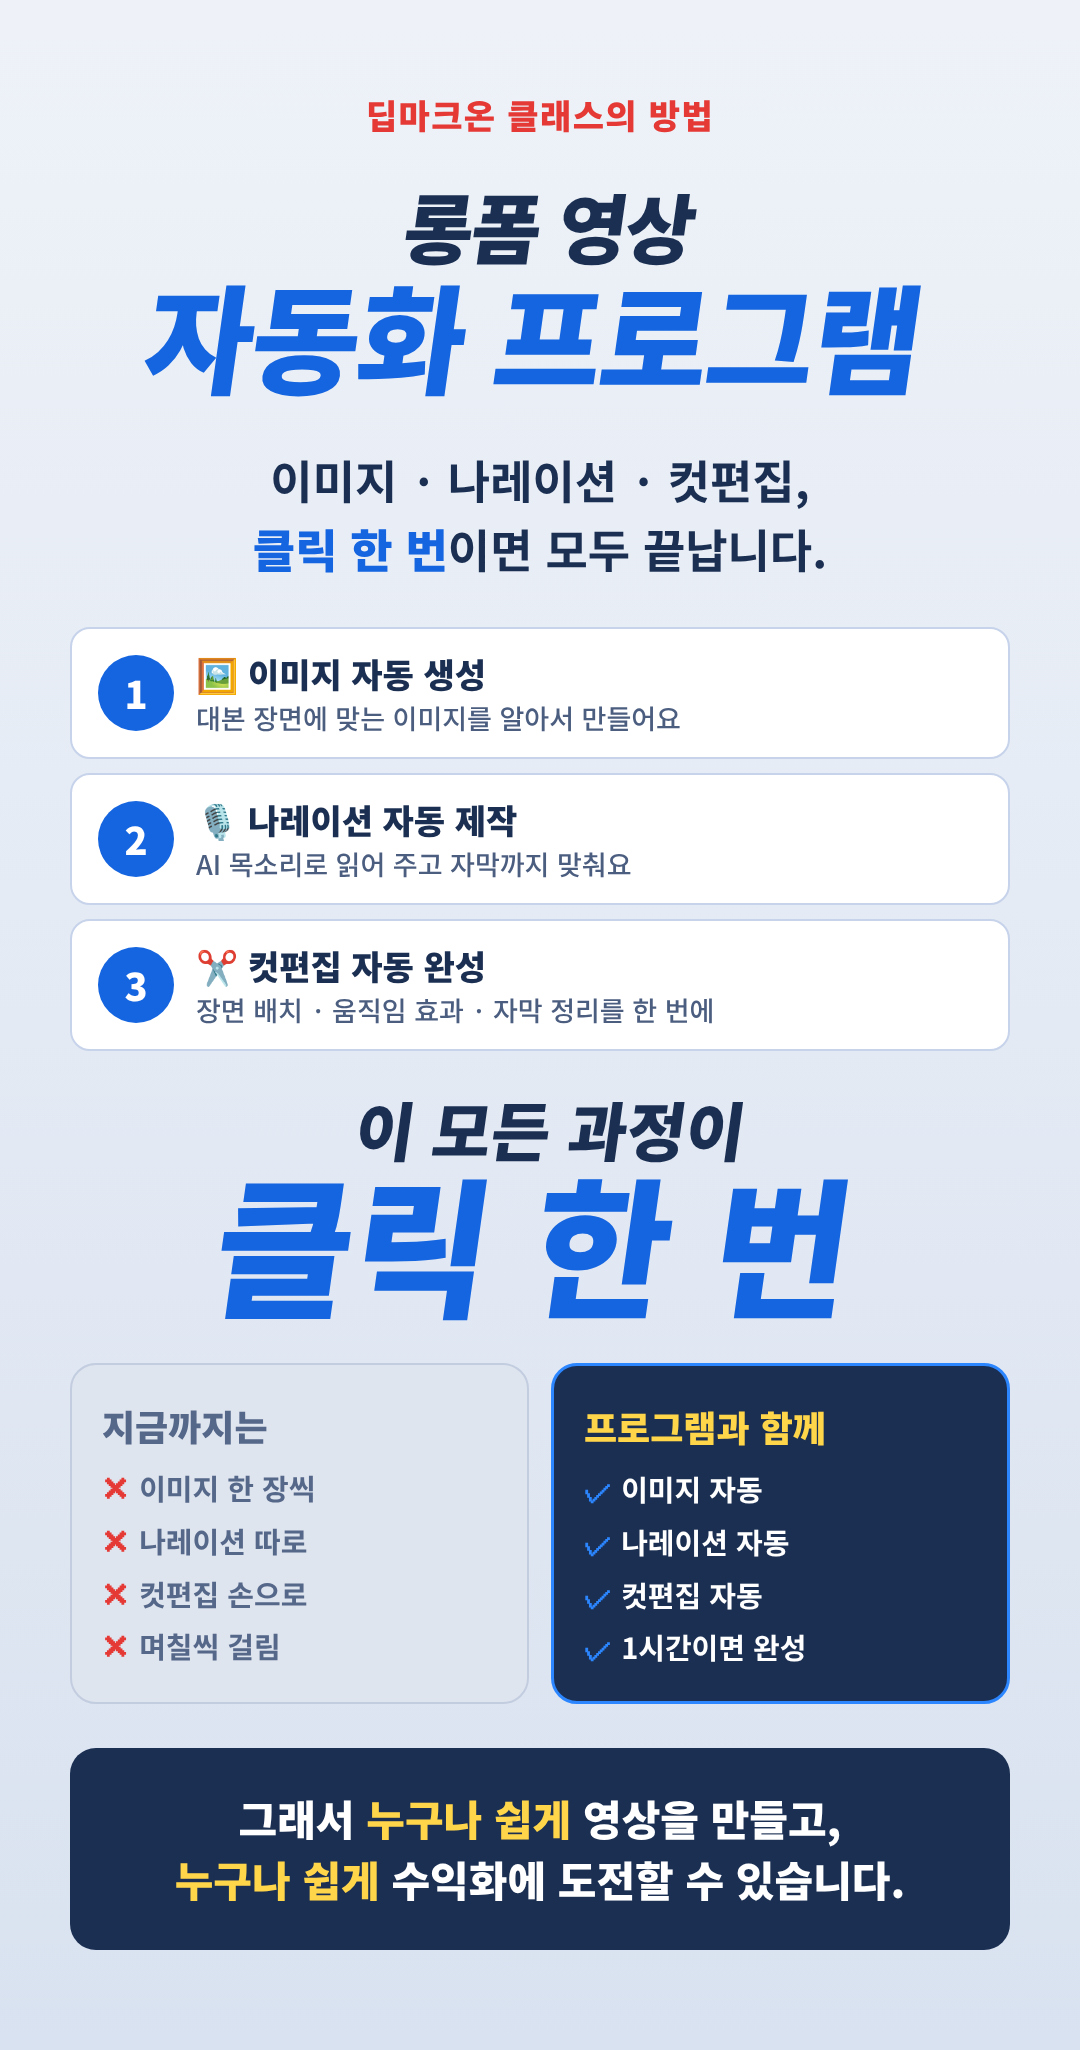 딥마크온 클래스의 방법
롱폼 영상
자동화 프로그램
이미지 · 나레이션 · 컷편집,
클릭 한 번이면 모두 끝납니다.
1
🖼️ 이미지 자동 생성
대본 장면에 맞는 이미지를 알아서 만들어요
2
🎙️ 나레이션 자동 제작
AI 목소리로 읽어 주고 자막까지 맞춰요
3
✂️ 컷편집 자동 완성
장면 배치 · 움직임 효과 · 자막 정리를 한 번에
이 모든 과정이
클릭 한 번
지금까지는
❌ 이미지 한 장씩
❌ 나레이션 따로
❌ 컷편집 손으로
❌ 며칠씩 걸림
프로그램과 함께
✓ 이미지 자동
✓ 나레이션 자동
✓ 컷편집 자동
✓ 1시간이면 완성
그래서 누구나 쉽게 영상을 만들고,
누구나 쉽게 수익화에 도전할 수 있습니다.